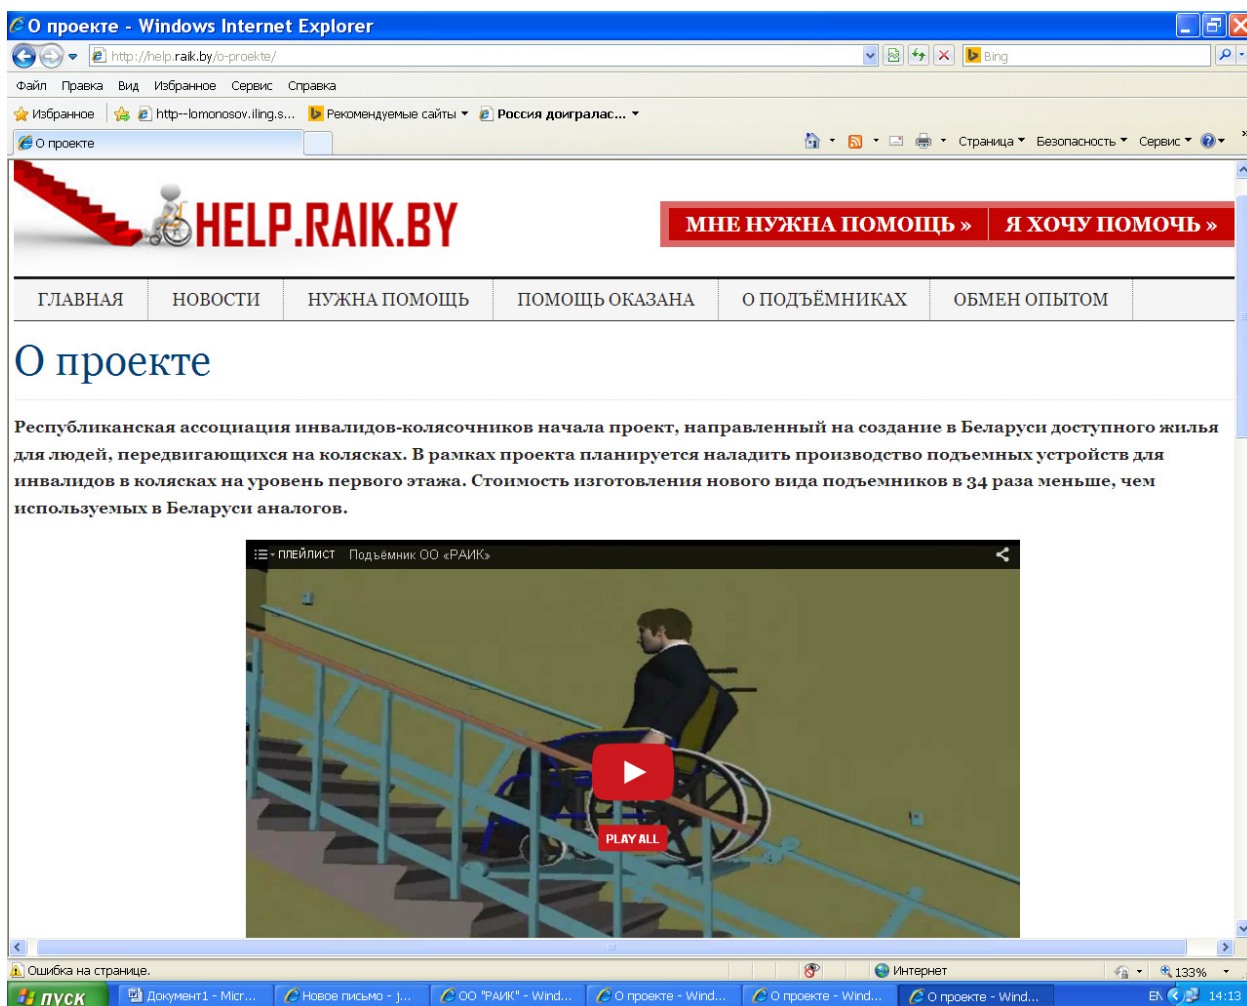 О проекте - Windows Internet Explorer
http://help.raik.by/o-proekte/
Bing
Файл Правка Вид Избранное Сервис Справка
Избранное http--lomonosov.iling.s... Рекомендуемые сайты Россия доигралас...
О проекте Страница Безопасность Сервис
HELP.RAIK.BY
МНЕ НУЖНА ПОМОЩЬ » Я ХОЧУ ПОМОЧЬ »
ГЛАВНАЯ НОВОСТИ НУЖНА ПОМОЩЬ ПОМОЩЬ ОКАЗАНА О ПОДЪЁМНИКАХ ОБМЕН ОПЫТОМ
О проекте
Республиканская ассоциация инвалидов-колясочников начала проект, направленный на создание в Беларуси доступного жилья
для людей, передвигающихся на колясках. В рамках проекта планируется наладить производство подъемных устройств для
инвалидов в колясках на уровень первого этажа. Стоимость изготовления нового вида подъемников в 34 раза меньше, чем
используемых в Беларуси аналогов.
ПЛЕЙЛИСТ Подъёмник ОО «РАИК»
PLAY ALL
Ошибка на странице. Интернет 133%
пуск Документ1 - Micr... Новое письмо - j... ОО "РАИК" - Wind... О проекте - Wind... О проекте - Wind... О проекте - Wind... EN 14:13